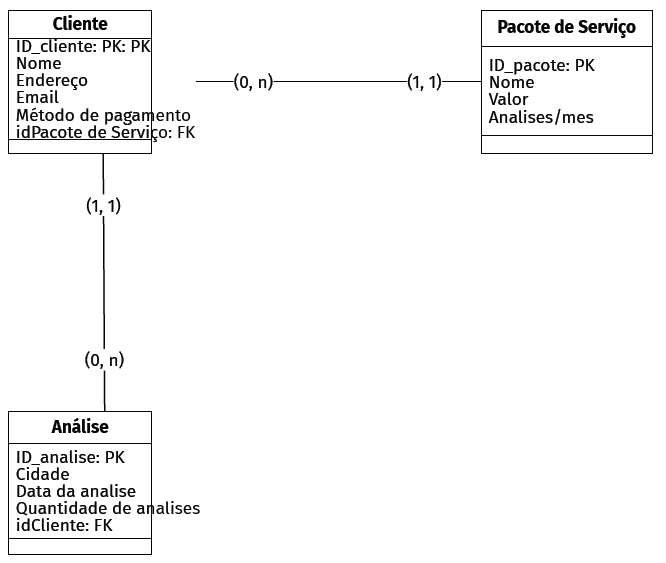 Cliente
ID_cliente: PK: PK
Nome
Endereço
Email
Método de pagamento
idPacote de Serviço: FK
(0, n)
(1, 1)
Pacote de Serviço
ID_pacote: PK
Nome
Valor
Analises/mes
(1, 1)
(0, n)
Análise
ID_analise: PK
Cidade
Data da analise
Quantidade de analises
idCliente: FK